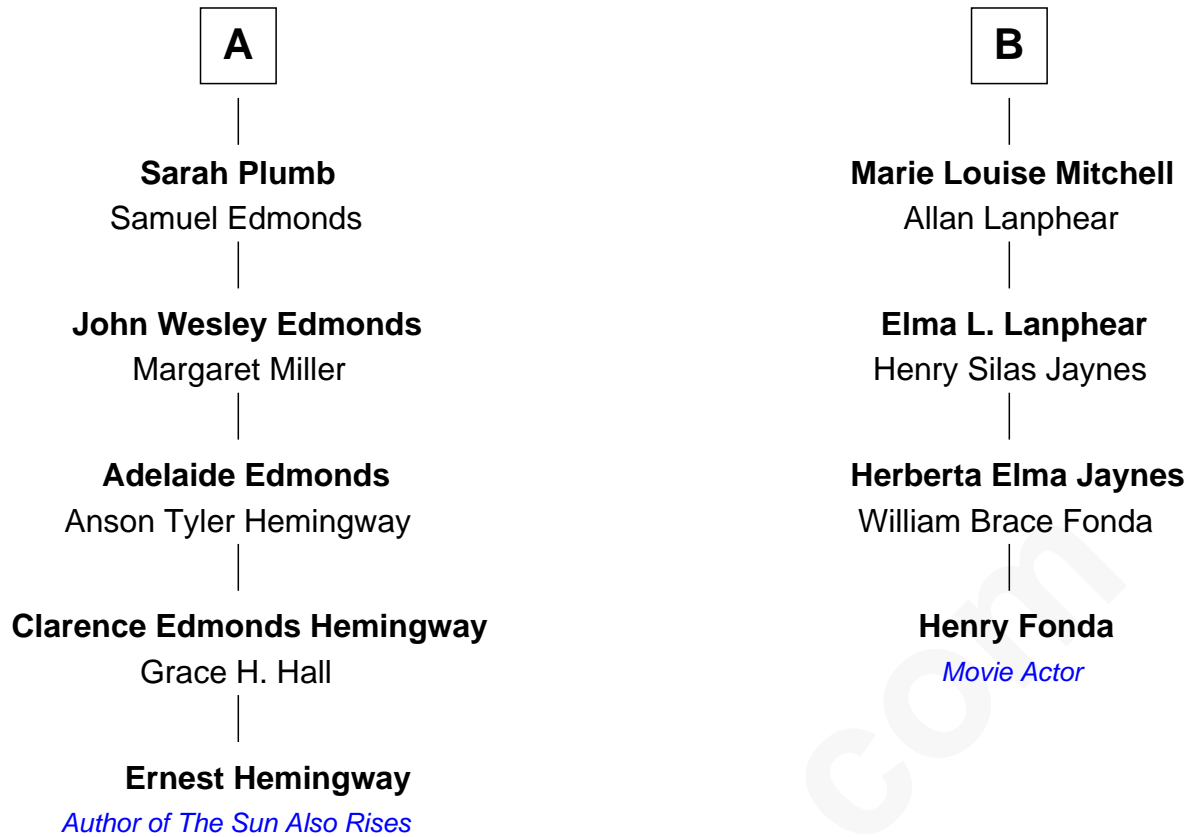 A
Sarah Plumb
Samuel Edmonds
John Wesley Edmonds
Margaret Miller
Adelaide Edmonds
Anson Tyler Hemingway
Clarence Edmonds Hemingway
Grace H. Hall
Ernest Hemingway
Author of The Sun Also Rises
B
Marie Louise Mitchell
Allan Lanphear
Elma L. Lanphear
Henry Silas Jaynes
Herberta Elma Jaynes
William Brace Fonda
Henry Fonda
Movie Actor
com